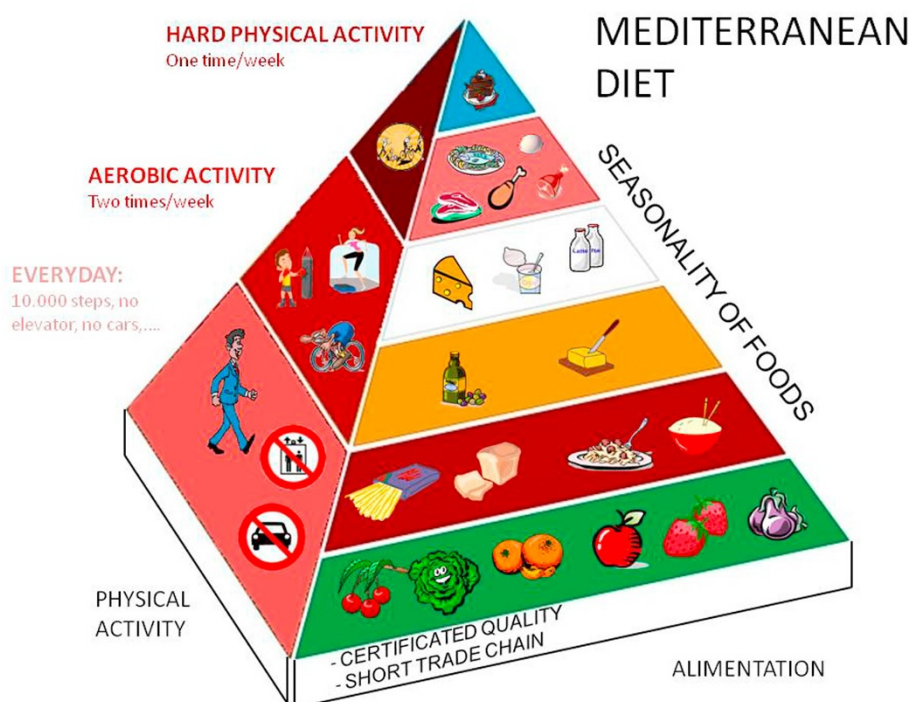 MEDITERRANEAN
DIET
HARD PHYSICAL ACTIVITY
One time/week
AEROBIC ACTIVITY
Two times/week
EVERYDAY:
10.000 steps, no
elevator, no cars,....
SEASONALITY OF FOODS
PHYSICAL
ACTIVITY
- CERTIFICATED QUALITY
- SHORT TRADE CHAIN
ALIMENTATION